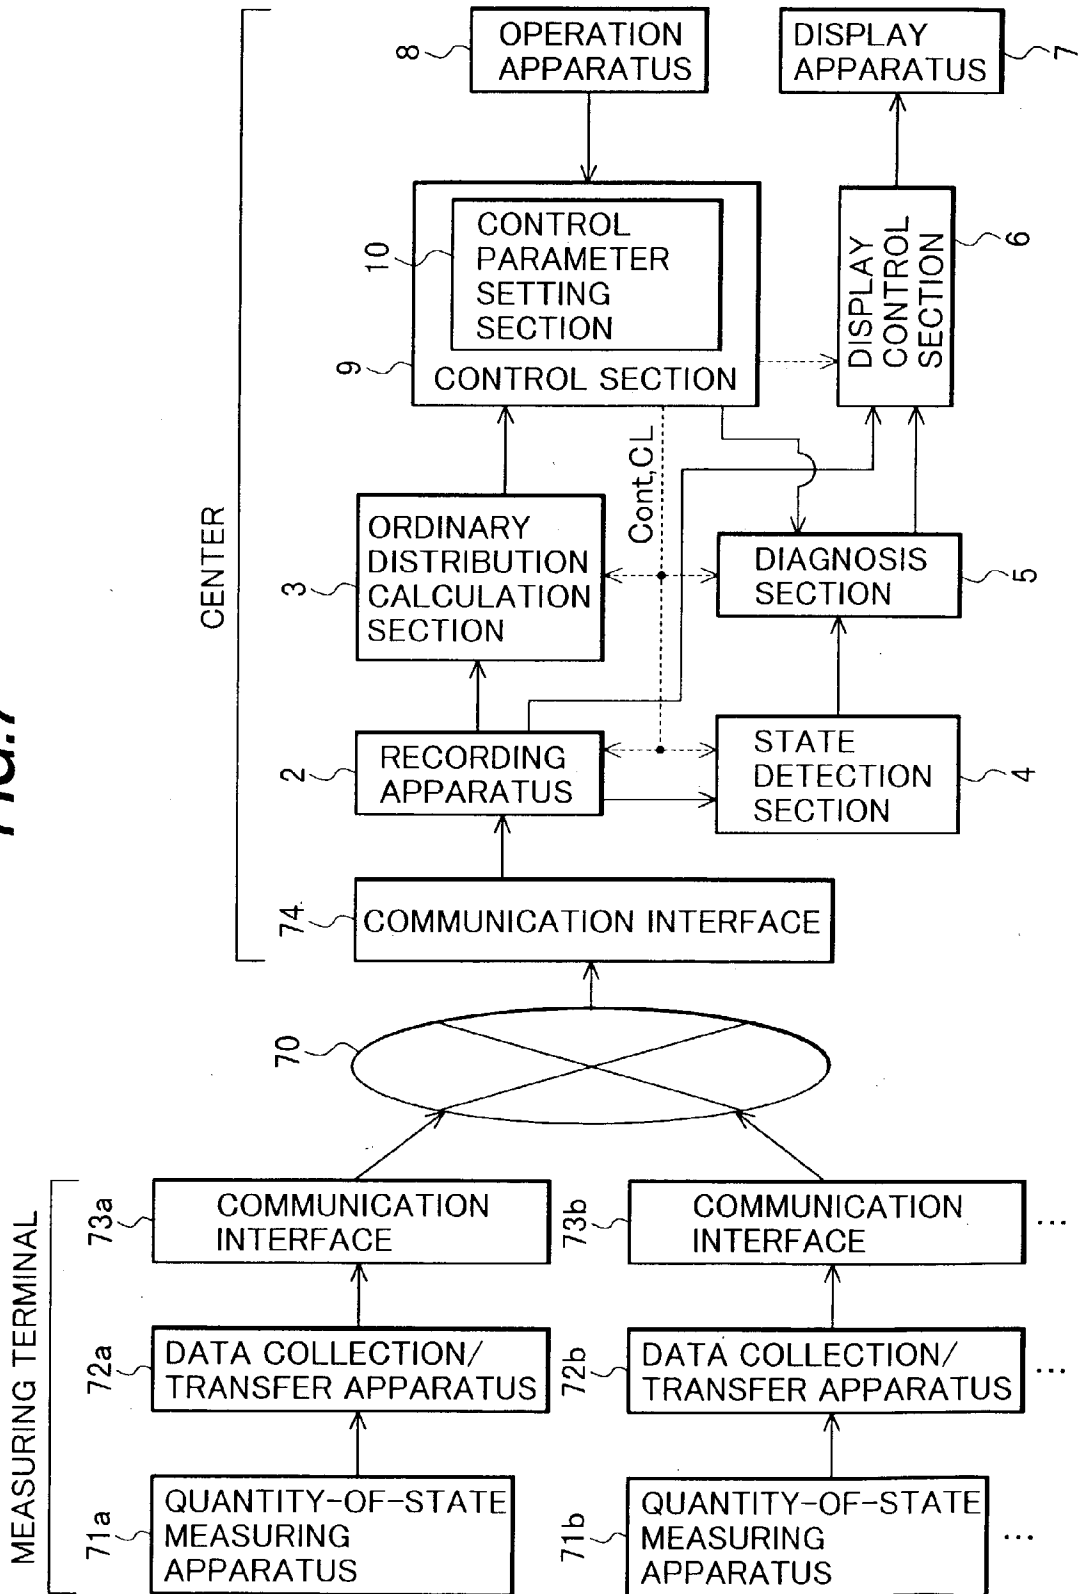 FIG.7
CENTER
8
OPERATION
APPARATUS
DISPLAY
APPARATUS
7
10
CONTROL
PARAMETER
SETTING
SECTION
9
CONTROL SECTION
DISPLAY
CONTROL
SECTION
6
3
ORDINARY
DISTRIBUTION
CALCULATION
SECTION
Cont,CL
DIAGNOSIS
SECTION
5
2
RECORDING
APPARATUS
STATE
DETECTION
SECTION
4
74
COMMUNICATION INTERFACE
70
MEASURING TERMINAL
73a
COMMUNICATION
INTERFACE
73b
COMMUNICATION
INTERFACE
...
72a
DATA COLLECTION/
TRANSFER APPARATUS
72b
DATA COLLECTION/
TRANSFER APPARATUS
...
71a
QUANTITY-OF-STATE
MEASURING
APPARATUS
71b
QUANTITY-OF-STATE
MEASURING
APPARATUS
...